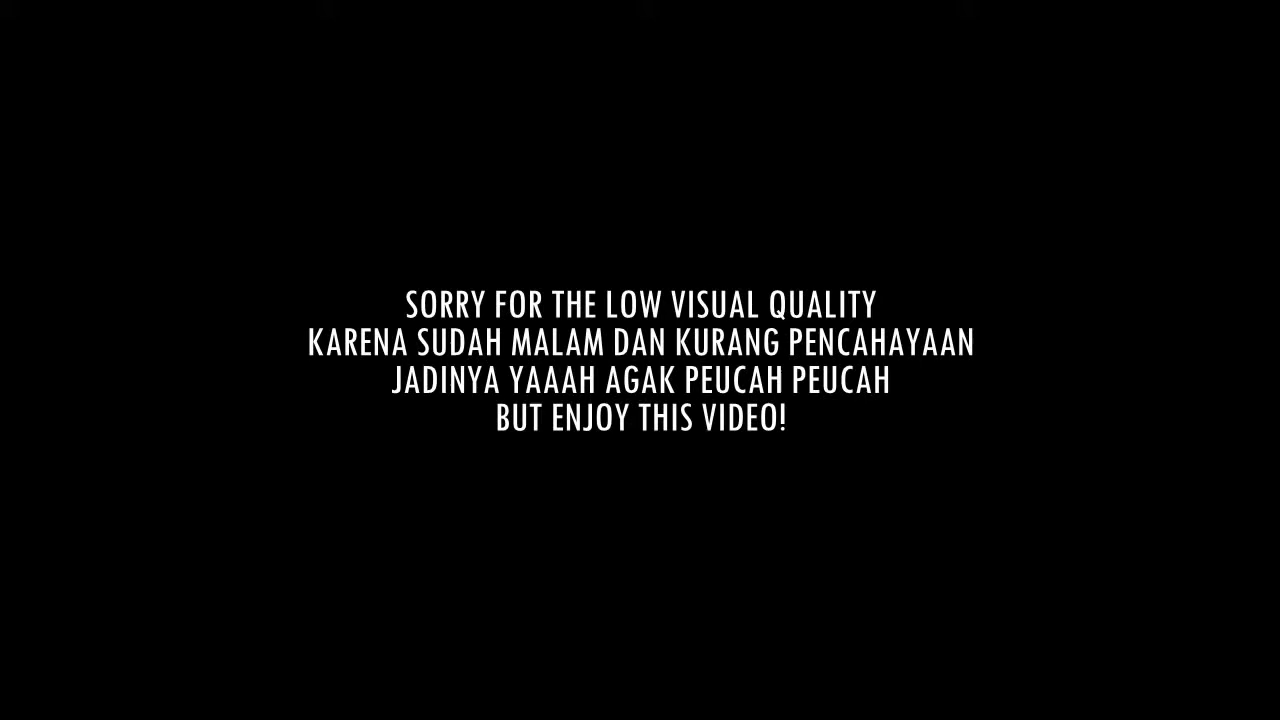 SORRY FOR THE LOW VISUAL QUALITY
KARENA SUDAH MALAM DAN KURANG PENCAHAYAAN
JADINYA YAAAH AGAK PEUCAH PEUCAH
BUT ENJOY THIS VIDEO!